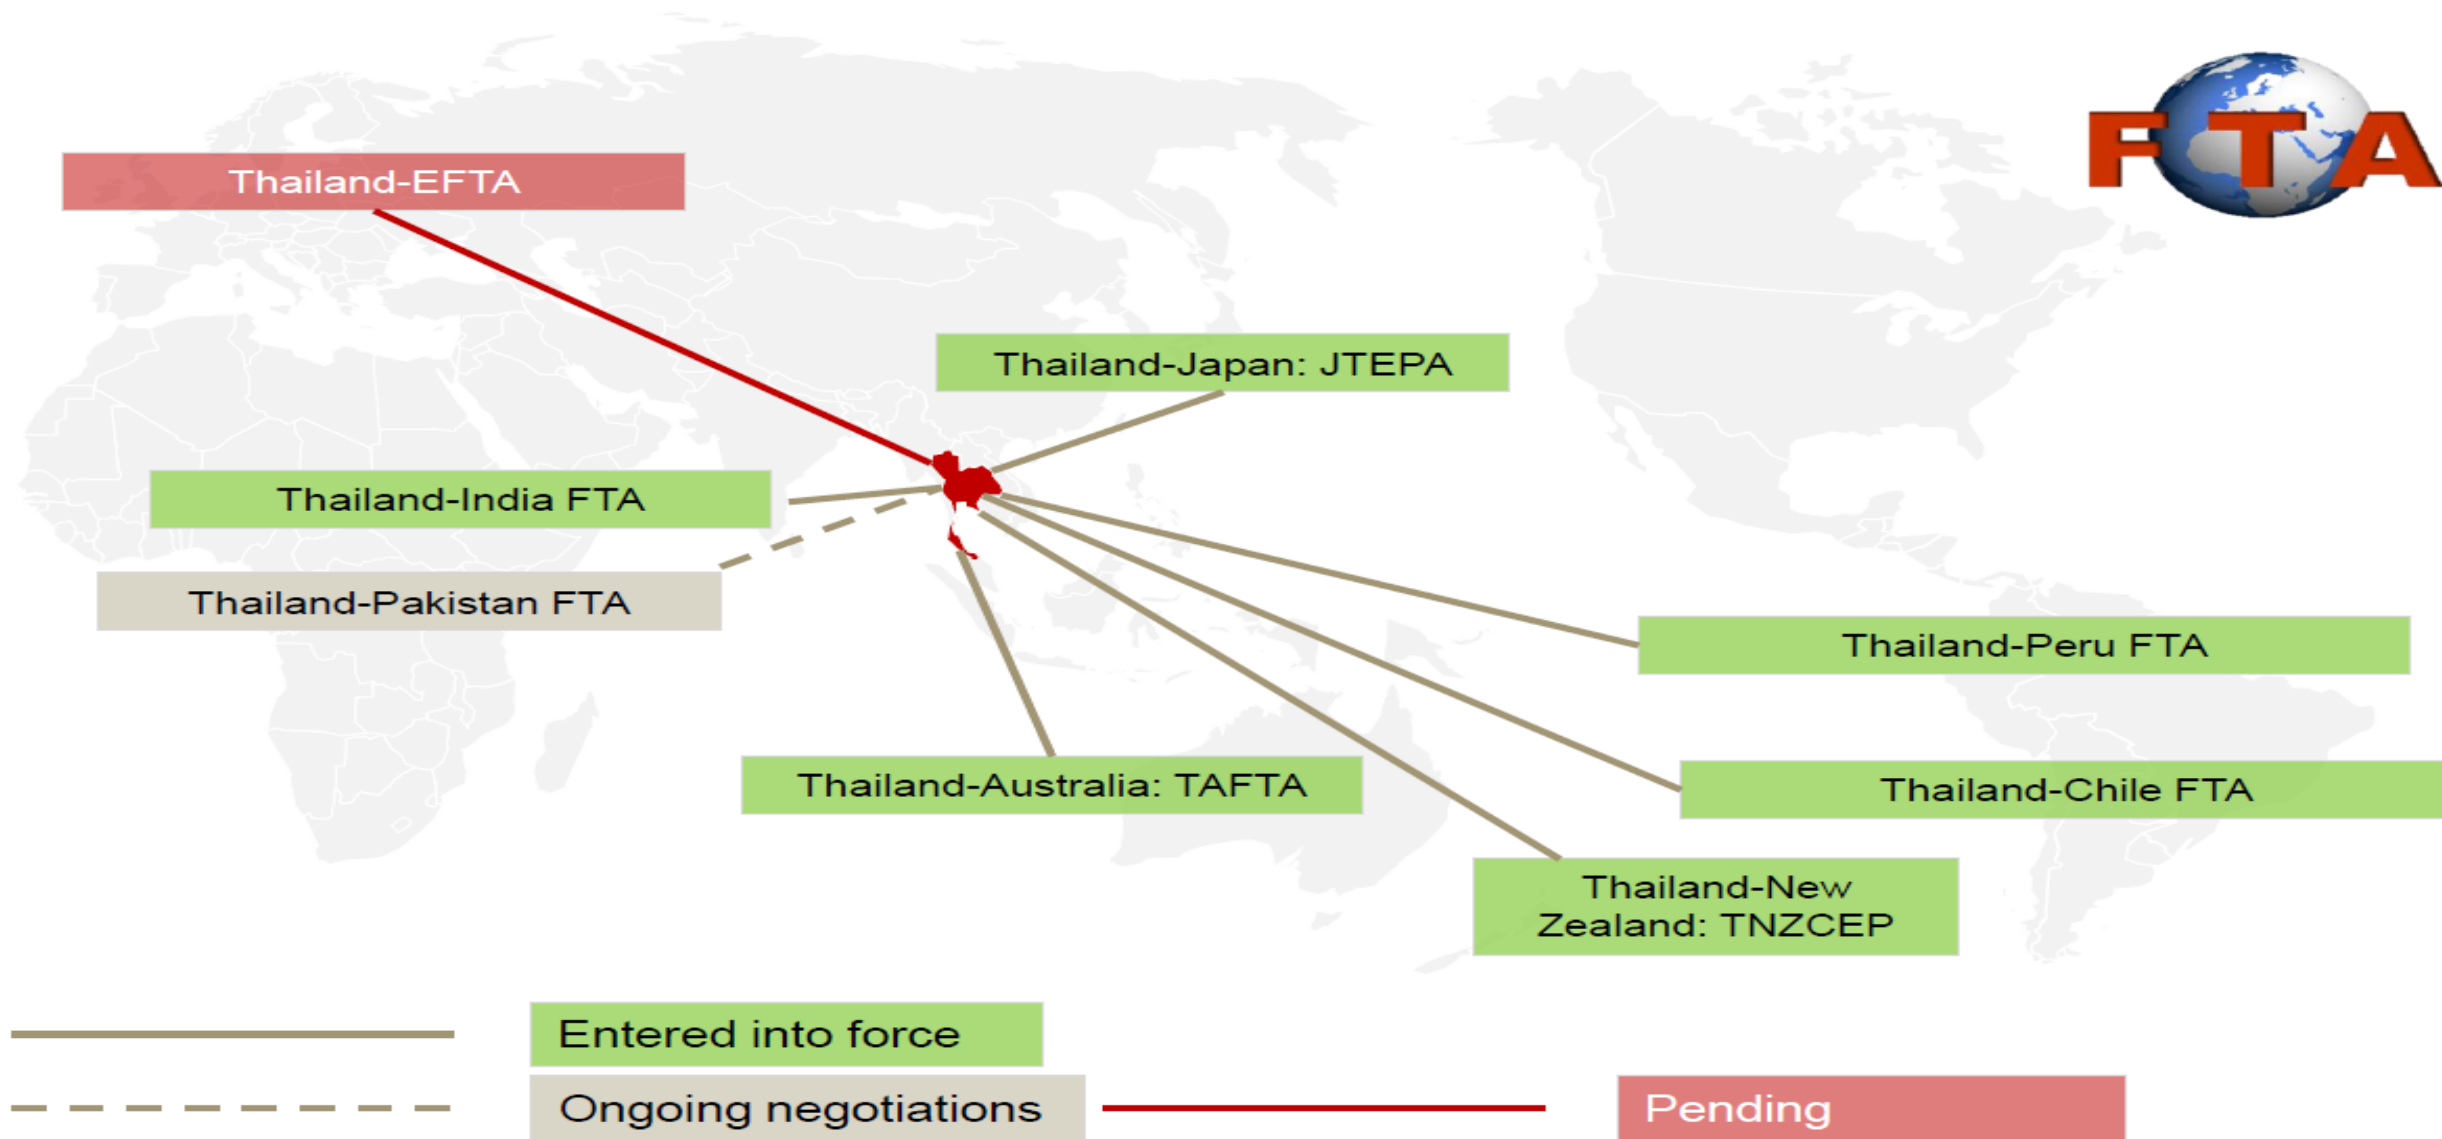 FTA
Thailand-EFTA
Thailand-Japan: JTEPA
Thailand-India FTA
Thailand-Pakistan FTA
Thailand-Peru FTA
Thailand-Australia: TAFTA
Thailand-Chile FTA
Thailand-New
Zealand: TNZCEP
Entered into force
Ongoing negotiations
Pending